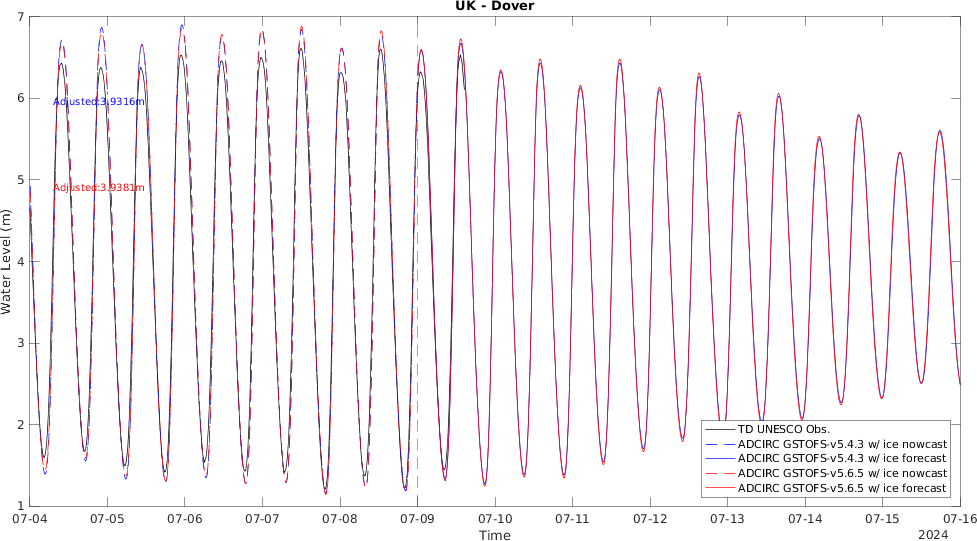 UK - Dover
7
6
5
4
3
2
1
Water Level (m)
Adjusted:3.9316m
Adjusted:3.9381m
TD UNESCO Obs.
ADCIRC GSTOFS-v5.4.3 w/ ice nowcast
ADCIRC GSTOFS-v5.4.3 w/ ice forecast
ADCIRC GSTOFS-v5.6.5 w/ ice nowcast
ADCIRC GSTOFS-v5.6.5 w/ ice forecast
07-04 07-05 07-06 07-07 07-08 07-09 07-10 07-11 07-12 07-13 07-14 07-15 07-16
Time
2024